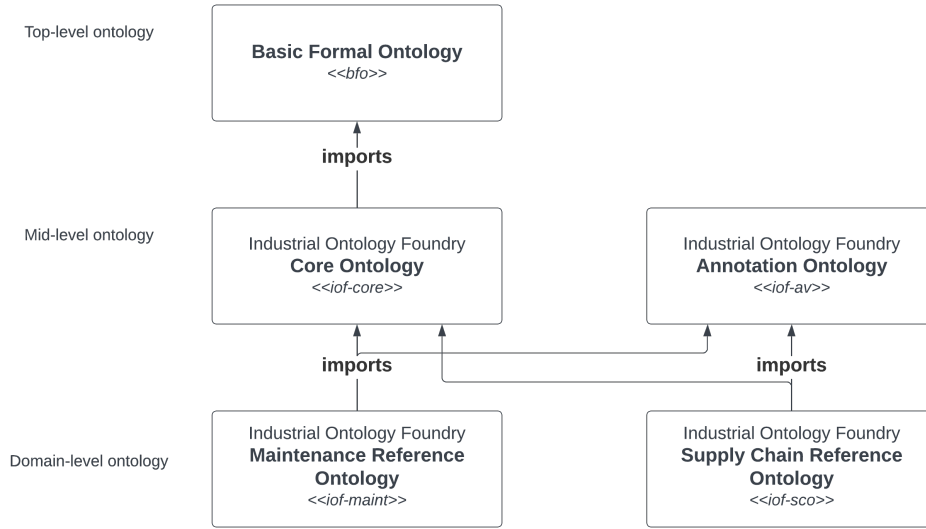 Top-level ontology
Basic Formal Ontology
<<bfo>>
imports
Mid-level ontology
Industrial Ontology Foundry
Core Ontology
<<iof-core>>
Industrial Ontology Foundry
Annotation Ontology
<<iof-av>>
imports
imports
Domain-level ontology
Industrial Ontology Foundry
Maintenance Reference
Ontology
<<iof-maint>>
Industrial Ontology Foundry
Supply Chain Reference
Ontology
<<iof-sco>>